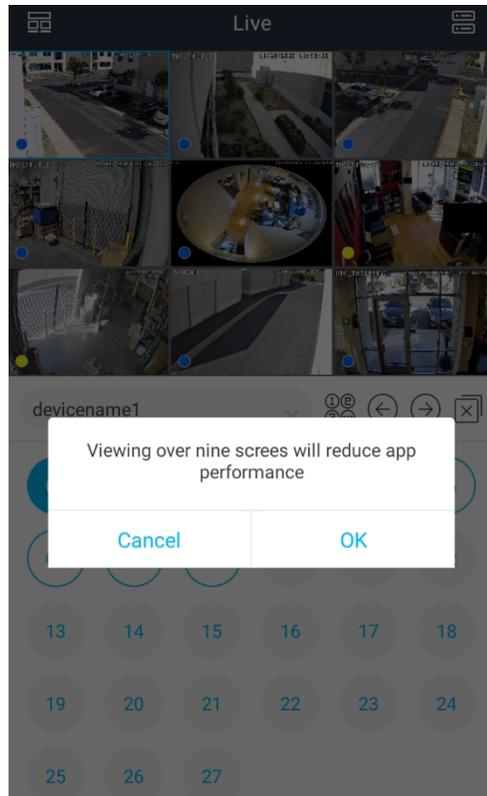 Live
devicename1
Viewing over nine screes will reduce app
performance
Cancel
OK
13 14 15 16 17 18
19 20 21 22 23 24
25 26 27